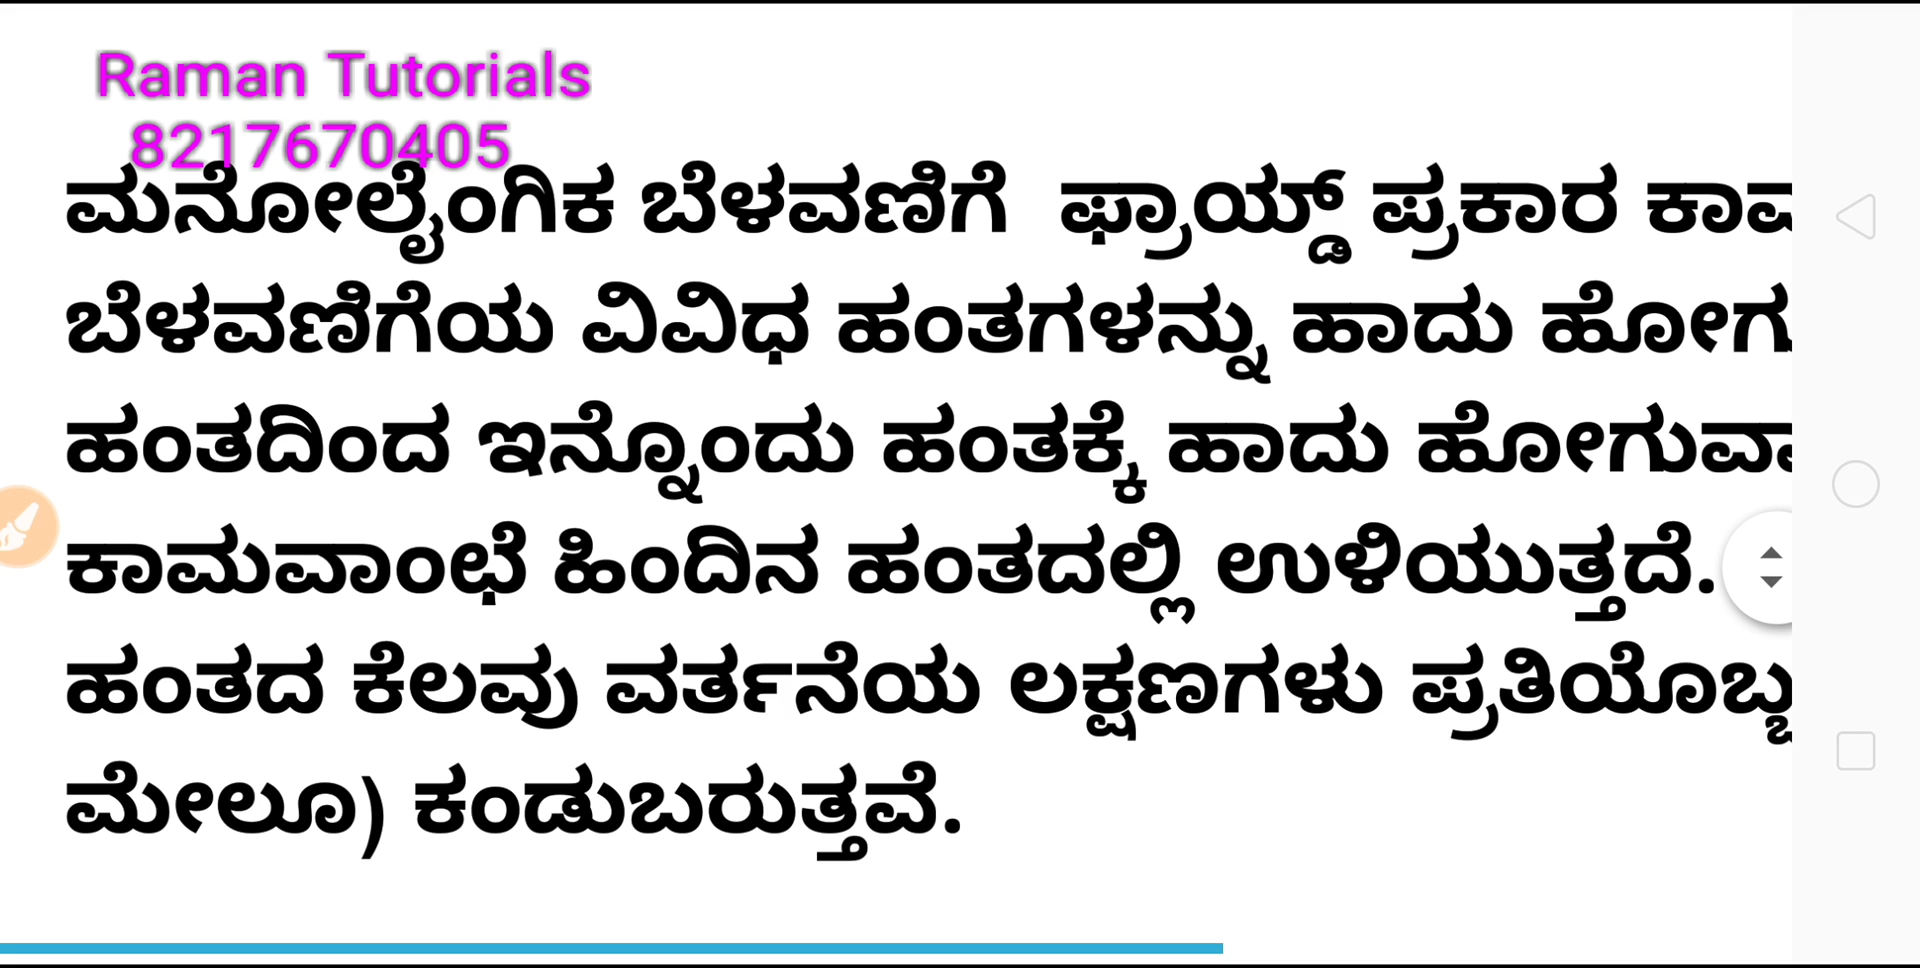 Raman Tutorials
8217670405
ಮನೋಲೈಂಗಿಕ ಬೆಳವಣಿಗೆ ಫ್ರಾಯ್ಡ್ ಪ್ರಕಾರ
ಬೆಳವಣಿಗೆಯ ವಿವಿಧ ಹಂತಗಳನ್ನು ಹಾದು
ಹಂತದಿಂದ ಇನ್ನೊಂದು ಹಂತಕ್ಕೆ ಹಾದು
ಕಾಮವಾಂಛೆ ಹಿಂದಿನ ಹಂತದಲ್ಲಿ ಉಳಿಯುತ್ತದೆ.
ಹಂತದ ಕೆಲವು ವರ್ತನೆಯ ಲಕ್ಷಣಗಳು
ಮೇಲೂ) ಕಂಡುಬರುತ್ತವೆ.